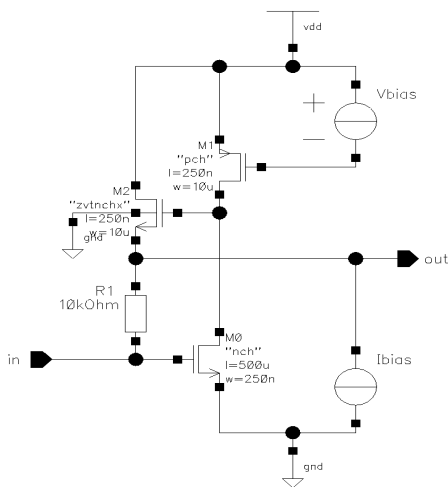 vdd
Vbias
M1
"pch"
l=250n
w=10u
M2
"zvtnchx"
l=250n
w=10u
gnd
out
R1
10kOhm
in
M0
"nch"
l=500u
w=250n
Ibias
gnd